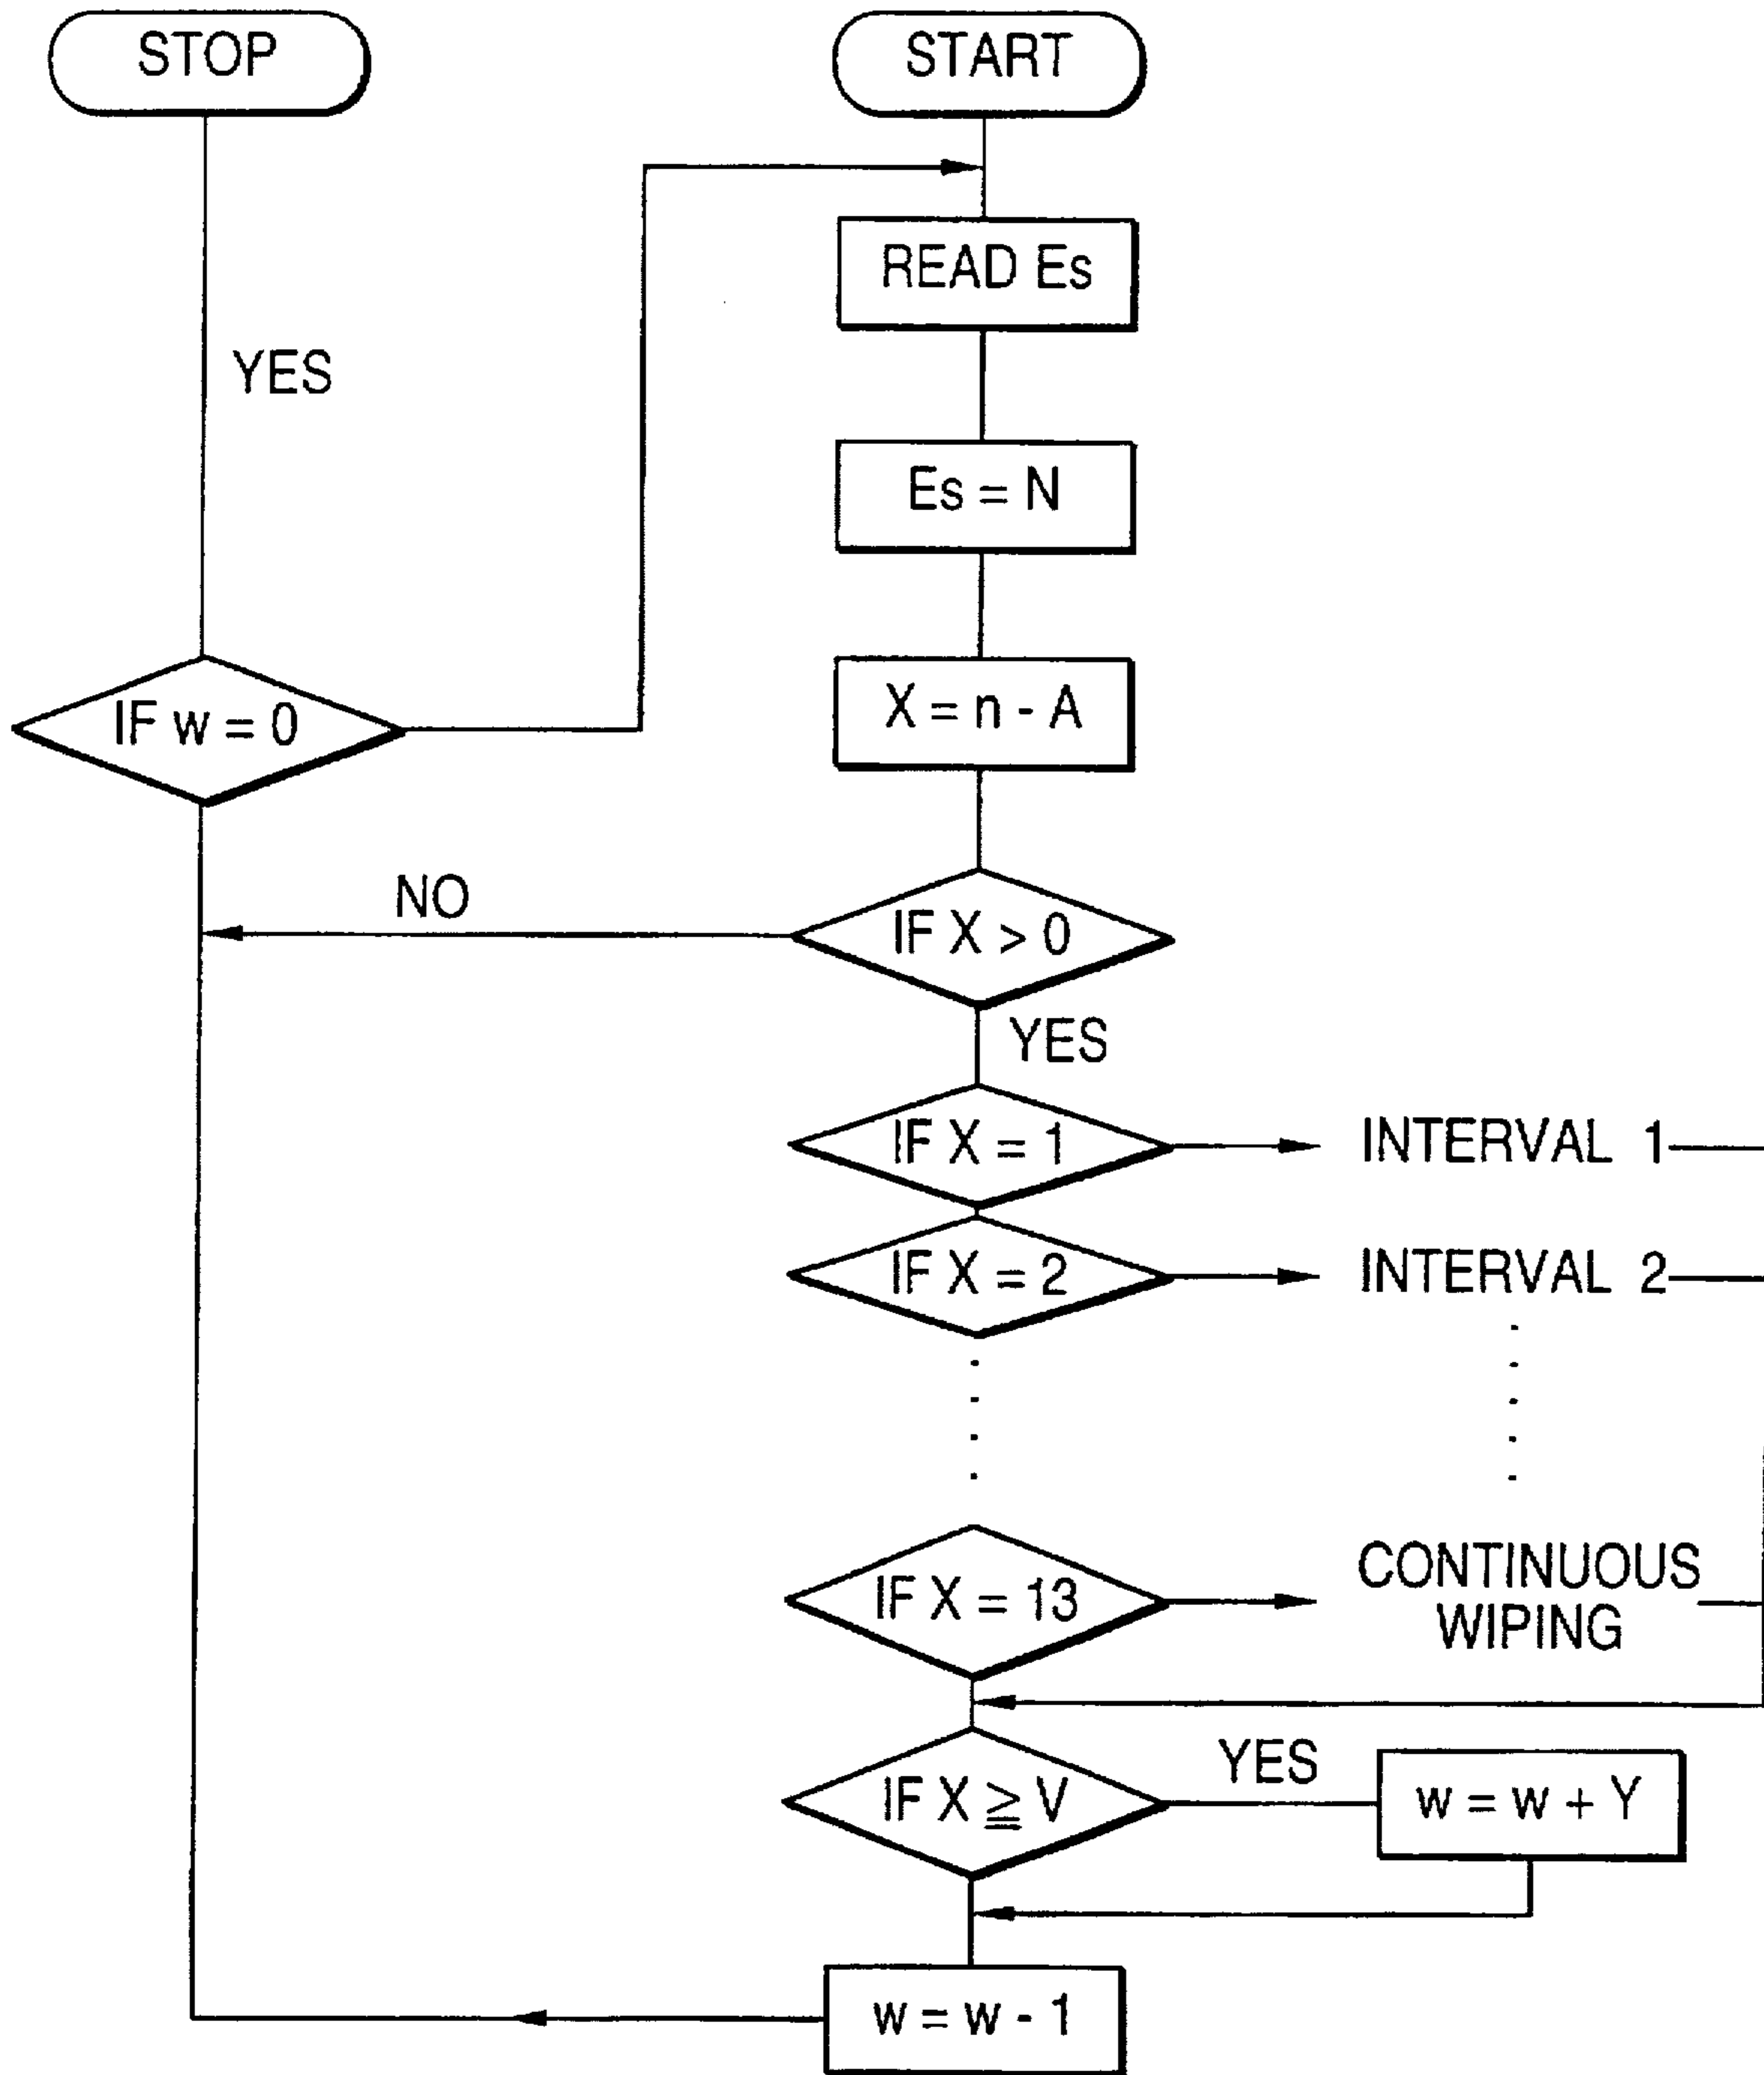 STOP
START
READ Es
YES
Es = N
X = n - A
IF w = 0
NO
IF X > 0
YES
IF X = 1
INTERVAL 1
IF X = 2
INTERVAL 2
IF X = 13
CONTINUOUS
WIPING
IF X ≧ V
YES
w = w + Y
w = w - 1